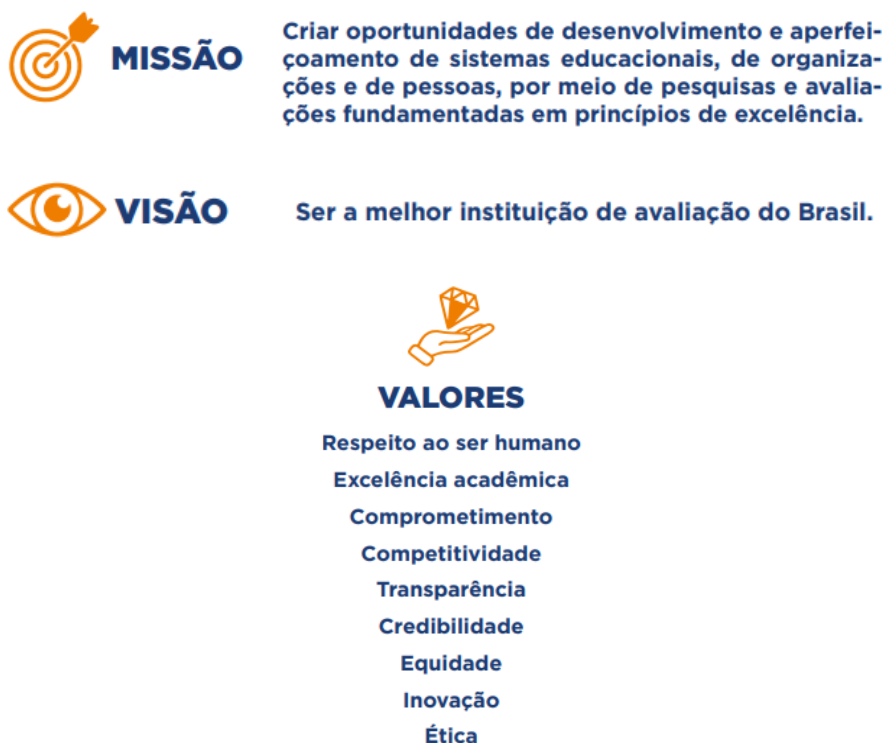 MISSÃO
Criar oportunidades de desenvolvimento e aperfei-
çoamento de sistemas educacionais, de organiza-
ções e de pessoas, por meio de pesquisas e avalia-
ções fundamentadas em princípios de excelência.
VISÃO
Ser a melhor instituição de avaliação do Brasil.
VALORES
Respeito ao ser humano
Excelência acadêmica
Comprometimento
Competitividade
Transparência
Credibilidade
Equidade
Inovação
Ética